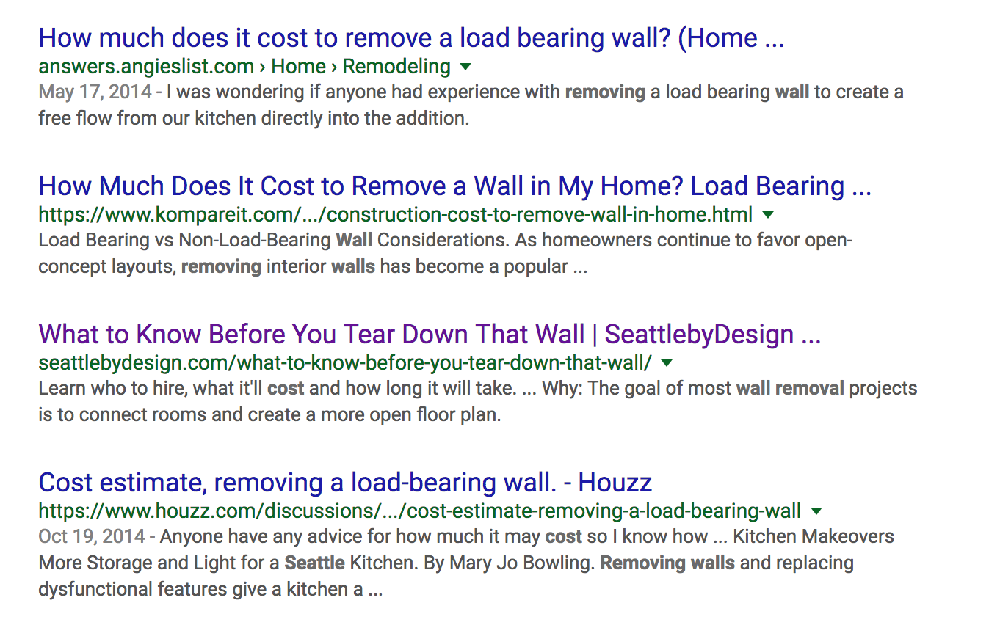 How much does it cost to remove a load bearing wall? (Home ...
answers.angieslist.com › Home › Remodeling ▼
May 17, 2014 - I was wondering if anyone had experience with removing a load bearing wall to create a
free flow from our kitchen directly into the addition.
How Much Does It Cost to Remove a Wall in My Home? Load Bearing ...
https://www.kompareit.com/.../construction-cost-to-remove-wall-in-home.html ▼
Load Bearing vs Non-Load-Bearing Wall Considerations. As homeowners continue to favor open-
concept layouts, removing interior walls has become a popular ...
What to Know Before You Tear Down That Wall | SeattlebyDesign ...
seattlebydesign.com/what-to-know-before-you-tear-down-that-wall/ ▼
Learn who to hire, what it'll cost and how long it will take. ... Why: The goal of most wall removal projects
is to connect rooms and create a more open floor plan.
Cost estimate, removing a load-bearing wall. - Houzz
https://www.houzz.com/discussions/.../cost-estimate-removing-a-load-bearing-wall ▼
Oct 19, 2014 - Anyone have any advice for how much it may cost so I know how ... Kitchen Makeovers
More Storage and Light for a Seattle Kitchen. By Mary Jo Bowling. Removing walls and replacing
dysfunctional features give a kitchen a ...